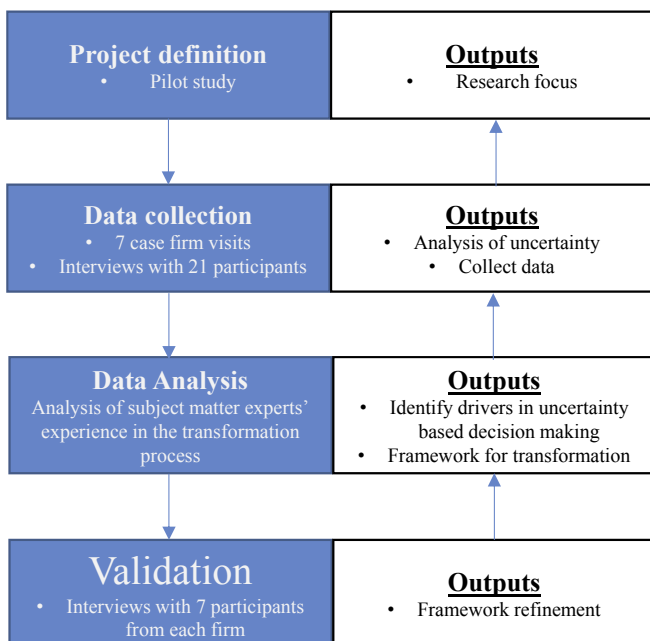 Project definition
• Pilot study
Outputs
• Research focus
Data collection
• 7 case firm visits
• Interviews with 21 participants
Outputs
• Analysis of uncertainty
• Collect data
Data Analysis
Analysis of subject matter experts’
experience in the transformation
process
Outputs
• Identify drivers in uncertainty
based decision making
• Framework for transformation
Validation
• Interviews with 7 participants
from each firm
Outputs
• Framework refinement